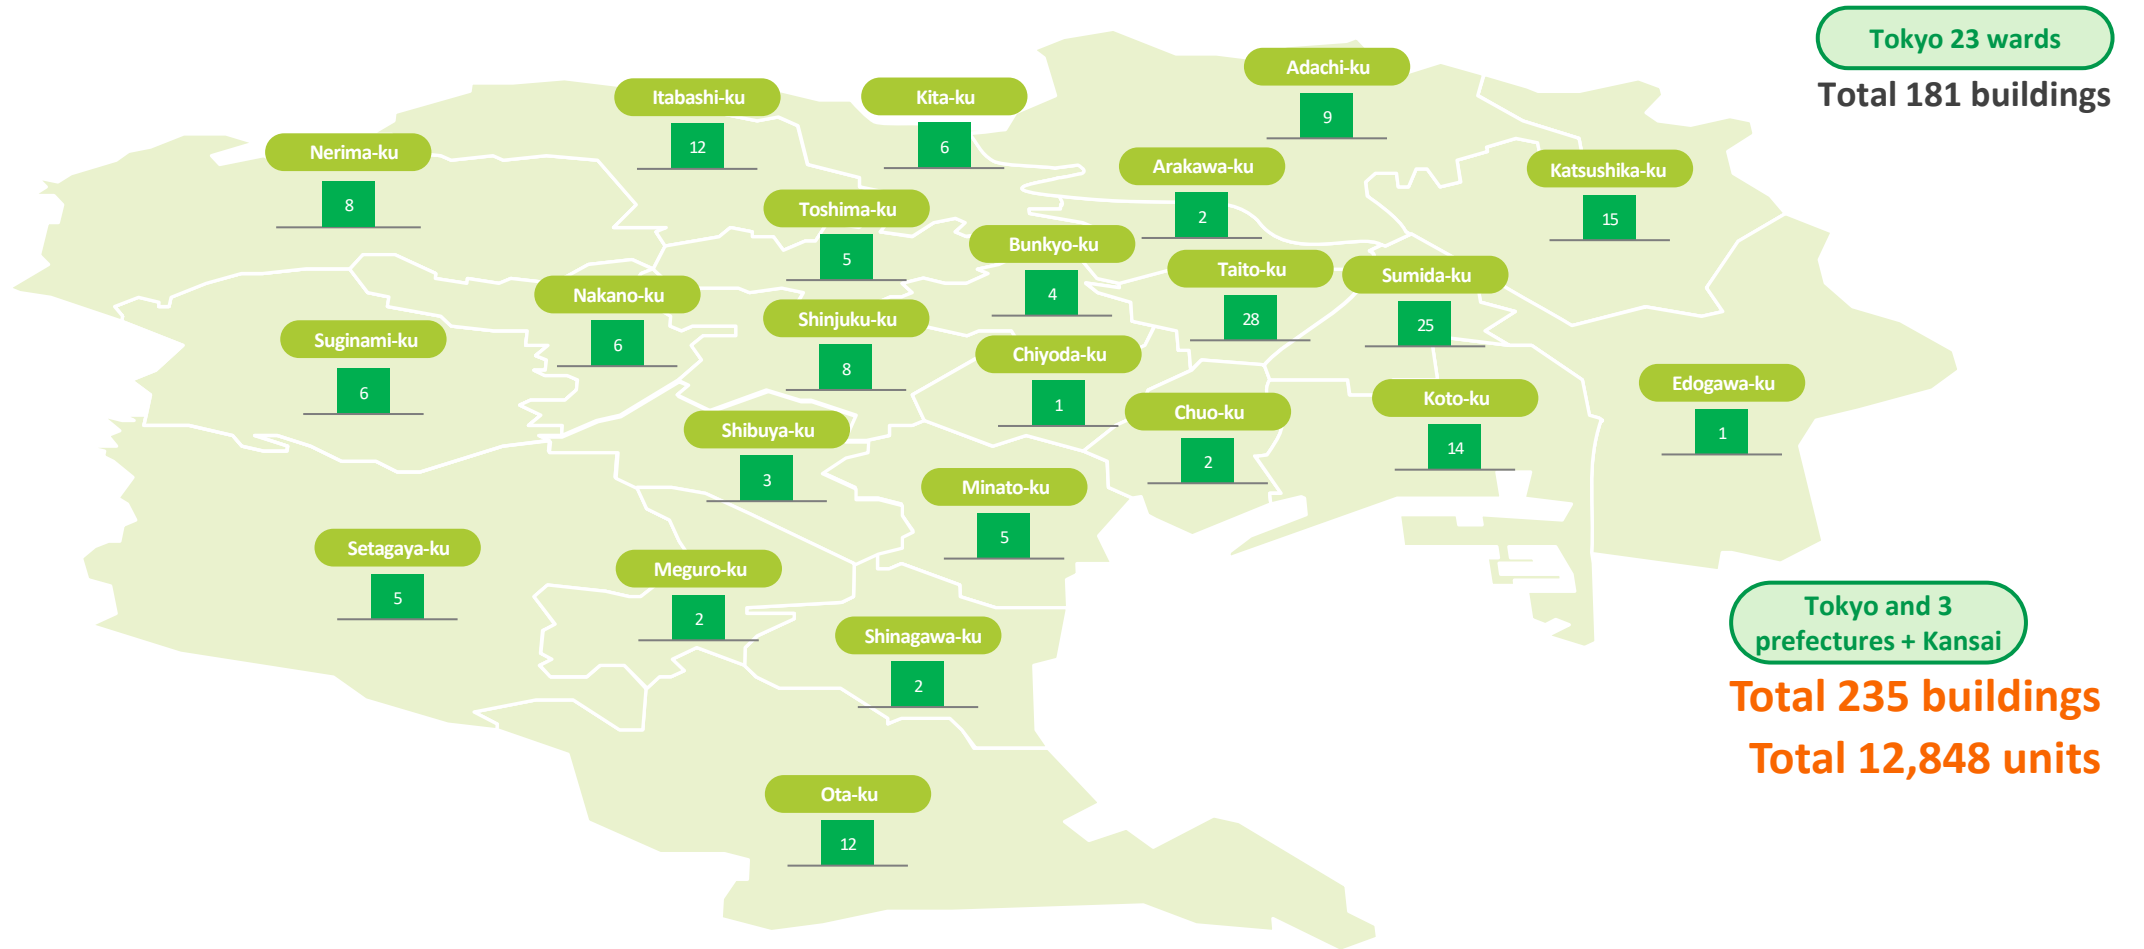 Tokyo 23 wards
Total 181 buildings
Adachi-ku
9
Itabashi-ku
12
Kita-ku
6
Nerima-ku
8
Arakawa-ku
2
Katsushika-ku
15
Toshima-ku
5
Bunkyo-ku
4
Taito-ku
28
Sumida-ku
25
Nakano-ku
6
Shinjuku-ku
8
Suginami-ku
6
Chiyoda-ku
1
Edogawa-ku
1
Koto-ku
14
Chuo-ku
2
Shibuya-ku
3
Minato-ku
5
Setagaya-ku
5
Meguro-ku
2
Shinagawa-ku
2
Ota-ku
12
Tokyo and 3
prefectures + Kansai
Total 235 buildings
Total 12,848 units